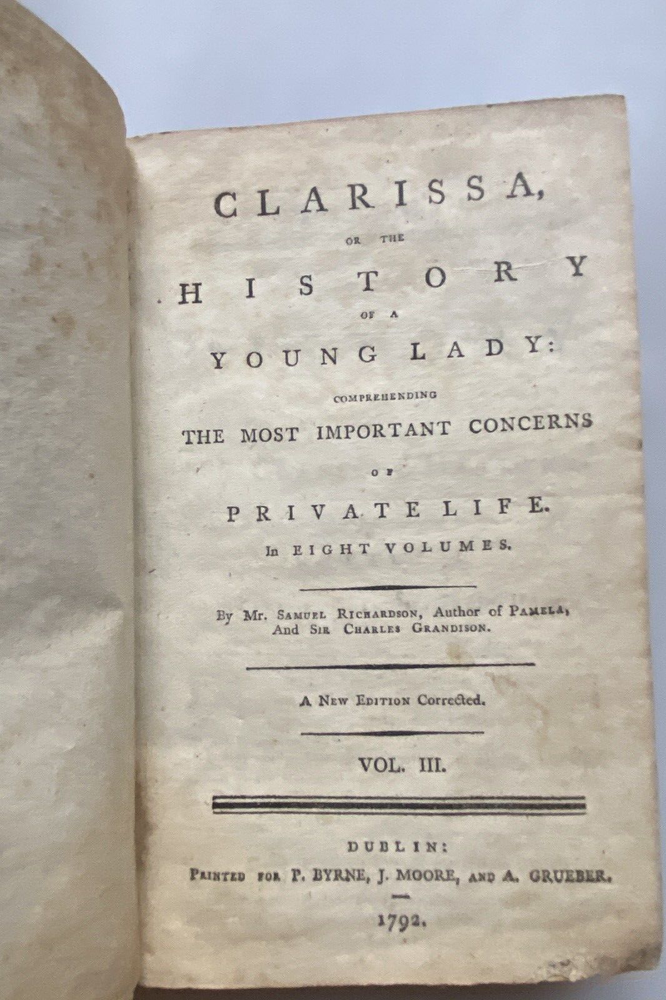 CLARISSA,
OR THE
HISTORY
OF A
YOUNG LADY:
COMPREHENDING
THE MOST IMPORTANT CONCERNS
OF
PRIVATE LIFE.
In EIGHT VOLUMES.
By Mr. SAMUEL RICHARDSON, Author of PAMELA,
And SIR CHARLES GRANDISON.
A NEW EDITION Corrected.
VOL. III.
DUBLIN:
PRINTED FOR P. BYRNE, J. MOORE, AND A. GRUEBER.
1792.